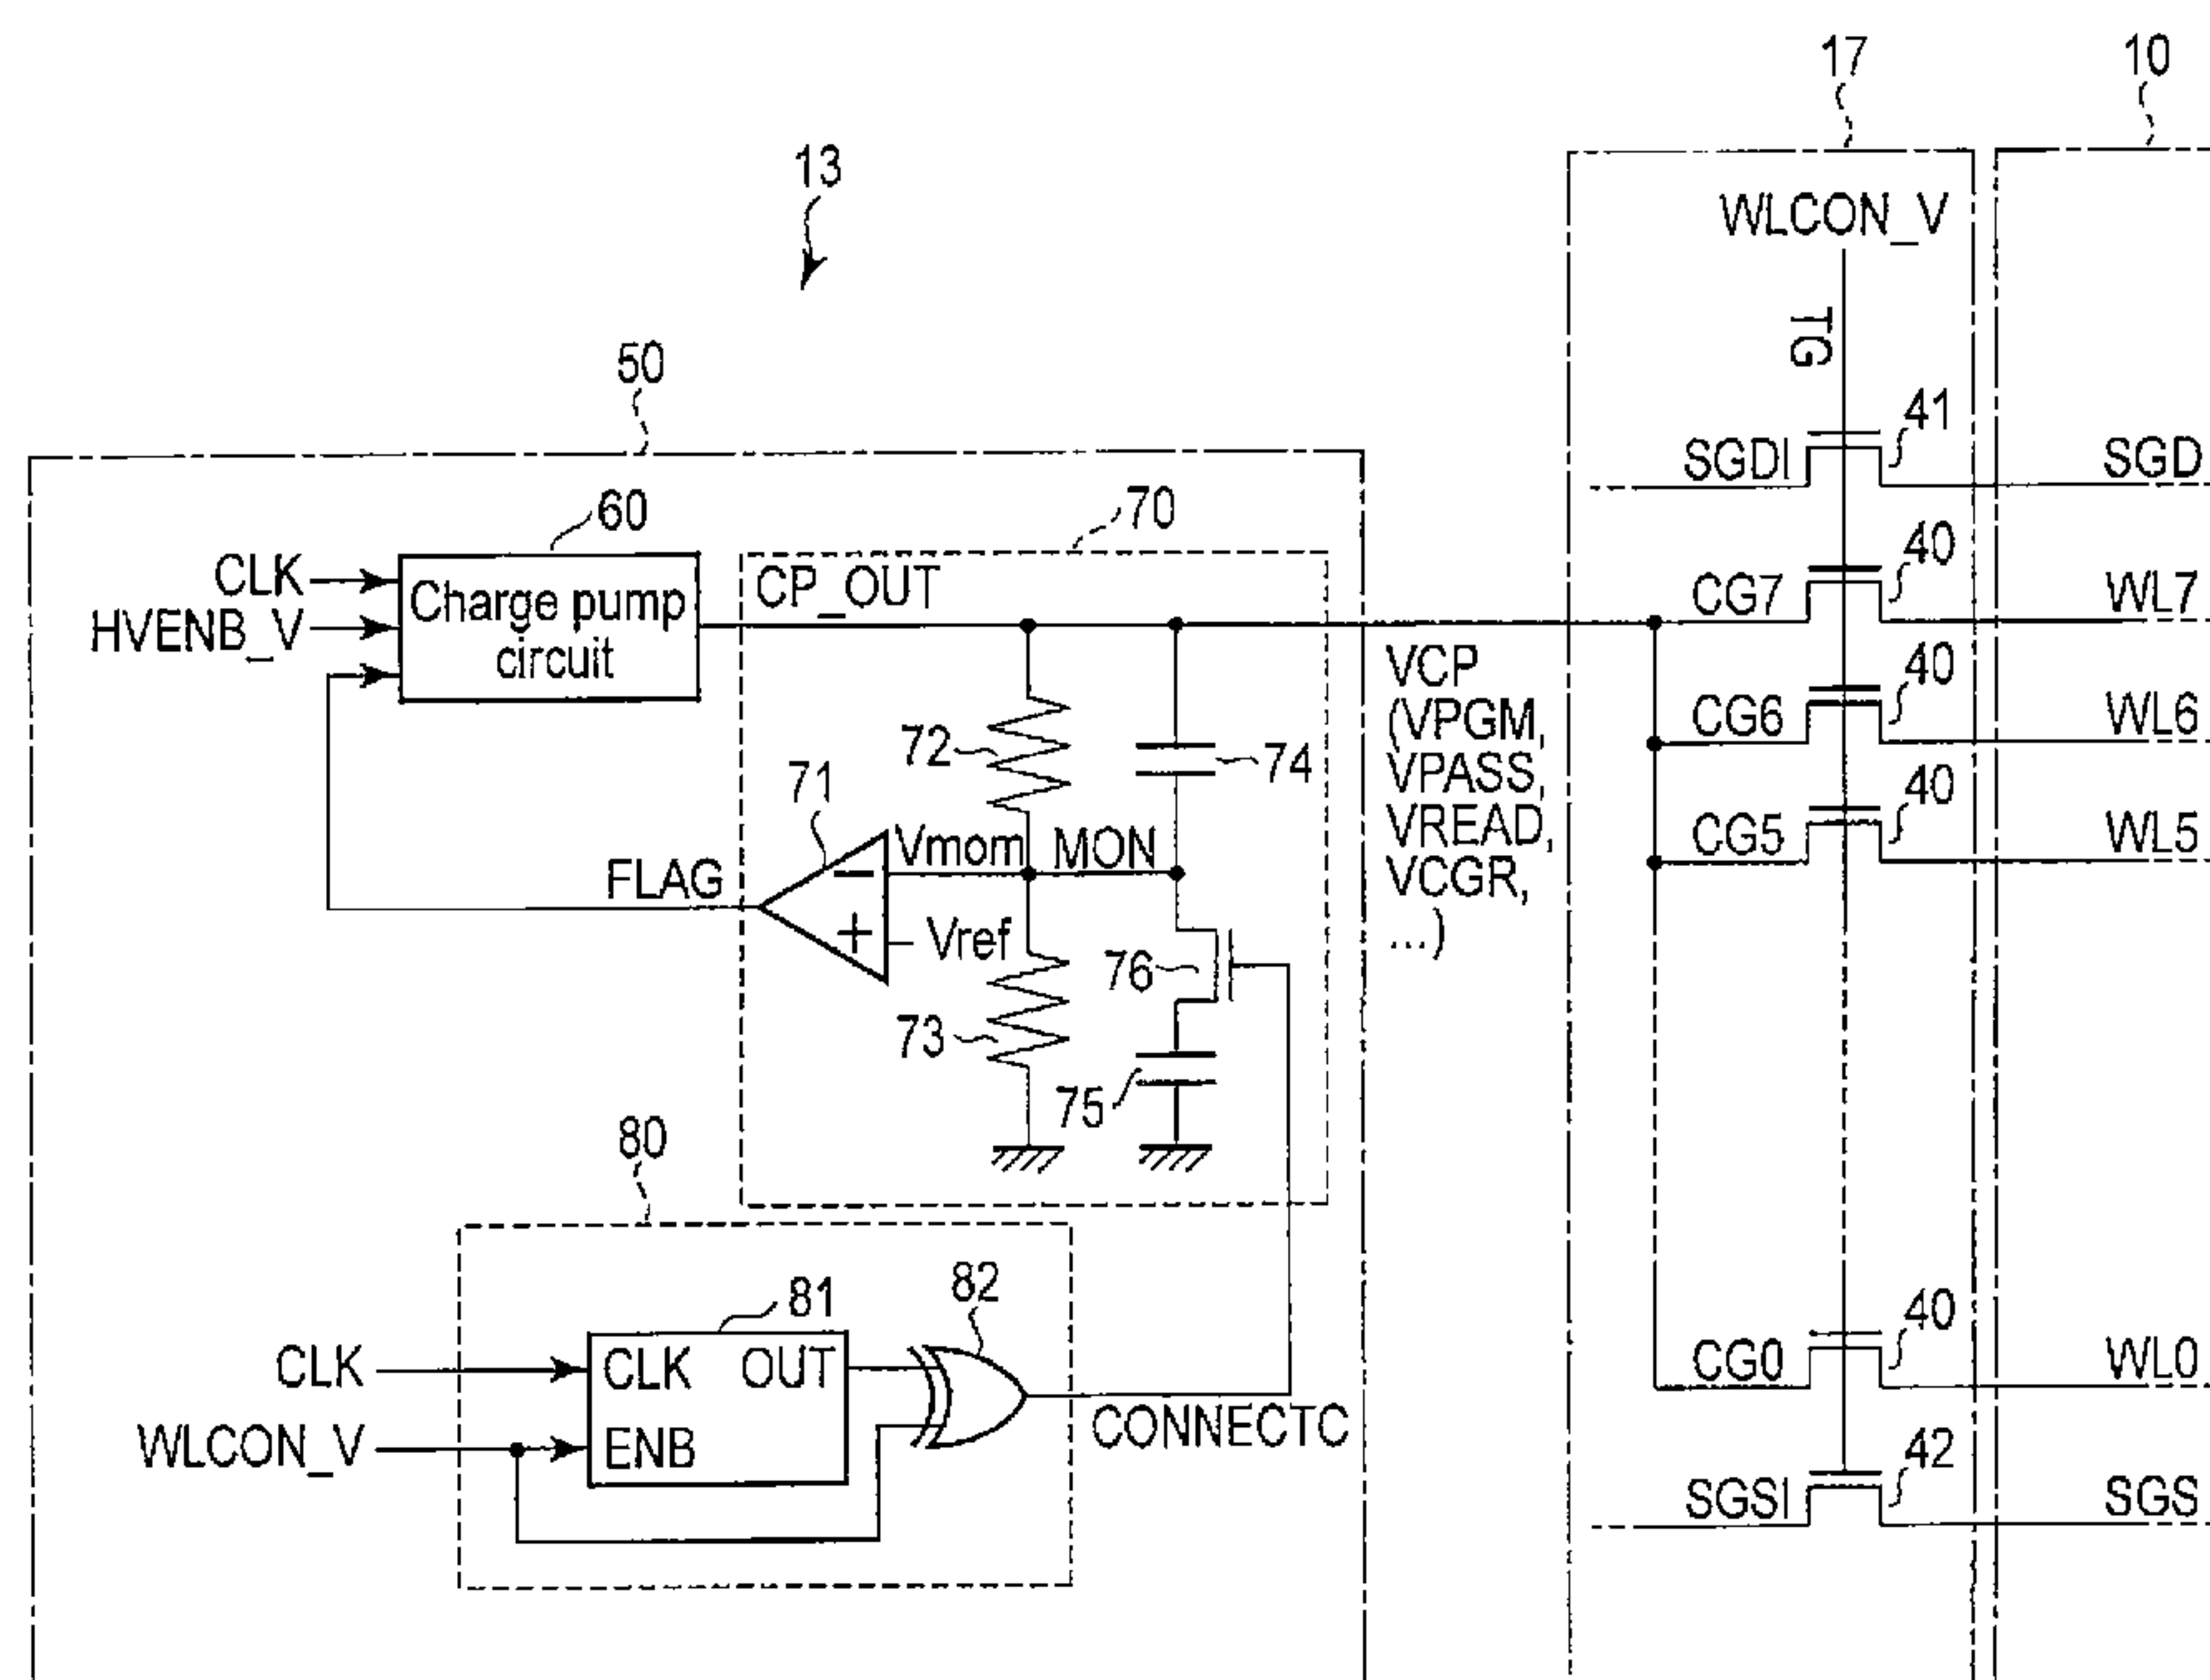 17
10
13
WLCON_V
TG
50
41
SGDI
SGD
60
70
40
CLK
HVENB_V
Charge pump
circuit
CP_OUT
CG7
WL7
VCP
(VPGM,
VPASS,
VREAD,
VCGR,
...)
40
CG6
WL6
72
74
71
40
CG5
WL5
Vmom
MON
FLAG
−
+
Vref
76
73
75
80
81
82
40
CLK
CLK
OUT
CG0
WL0
CONNECTC
WLCON_V
ENB
42
SGSI
SGS